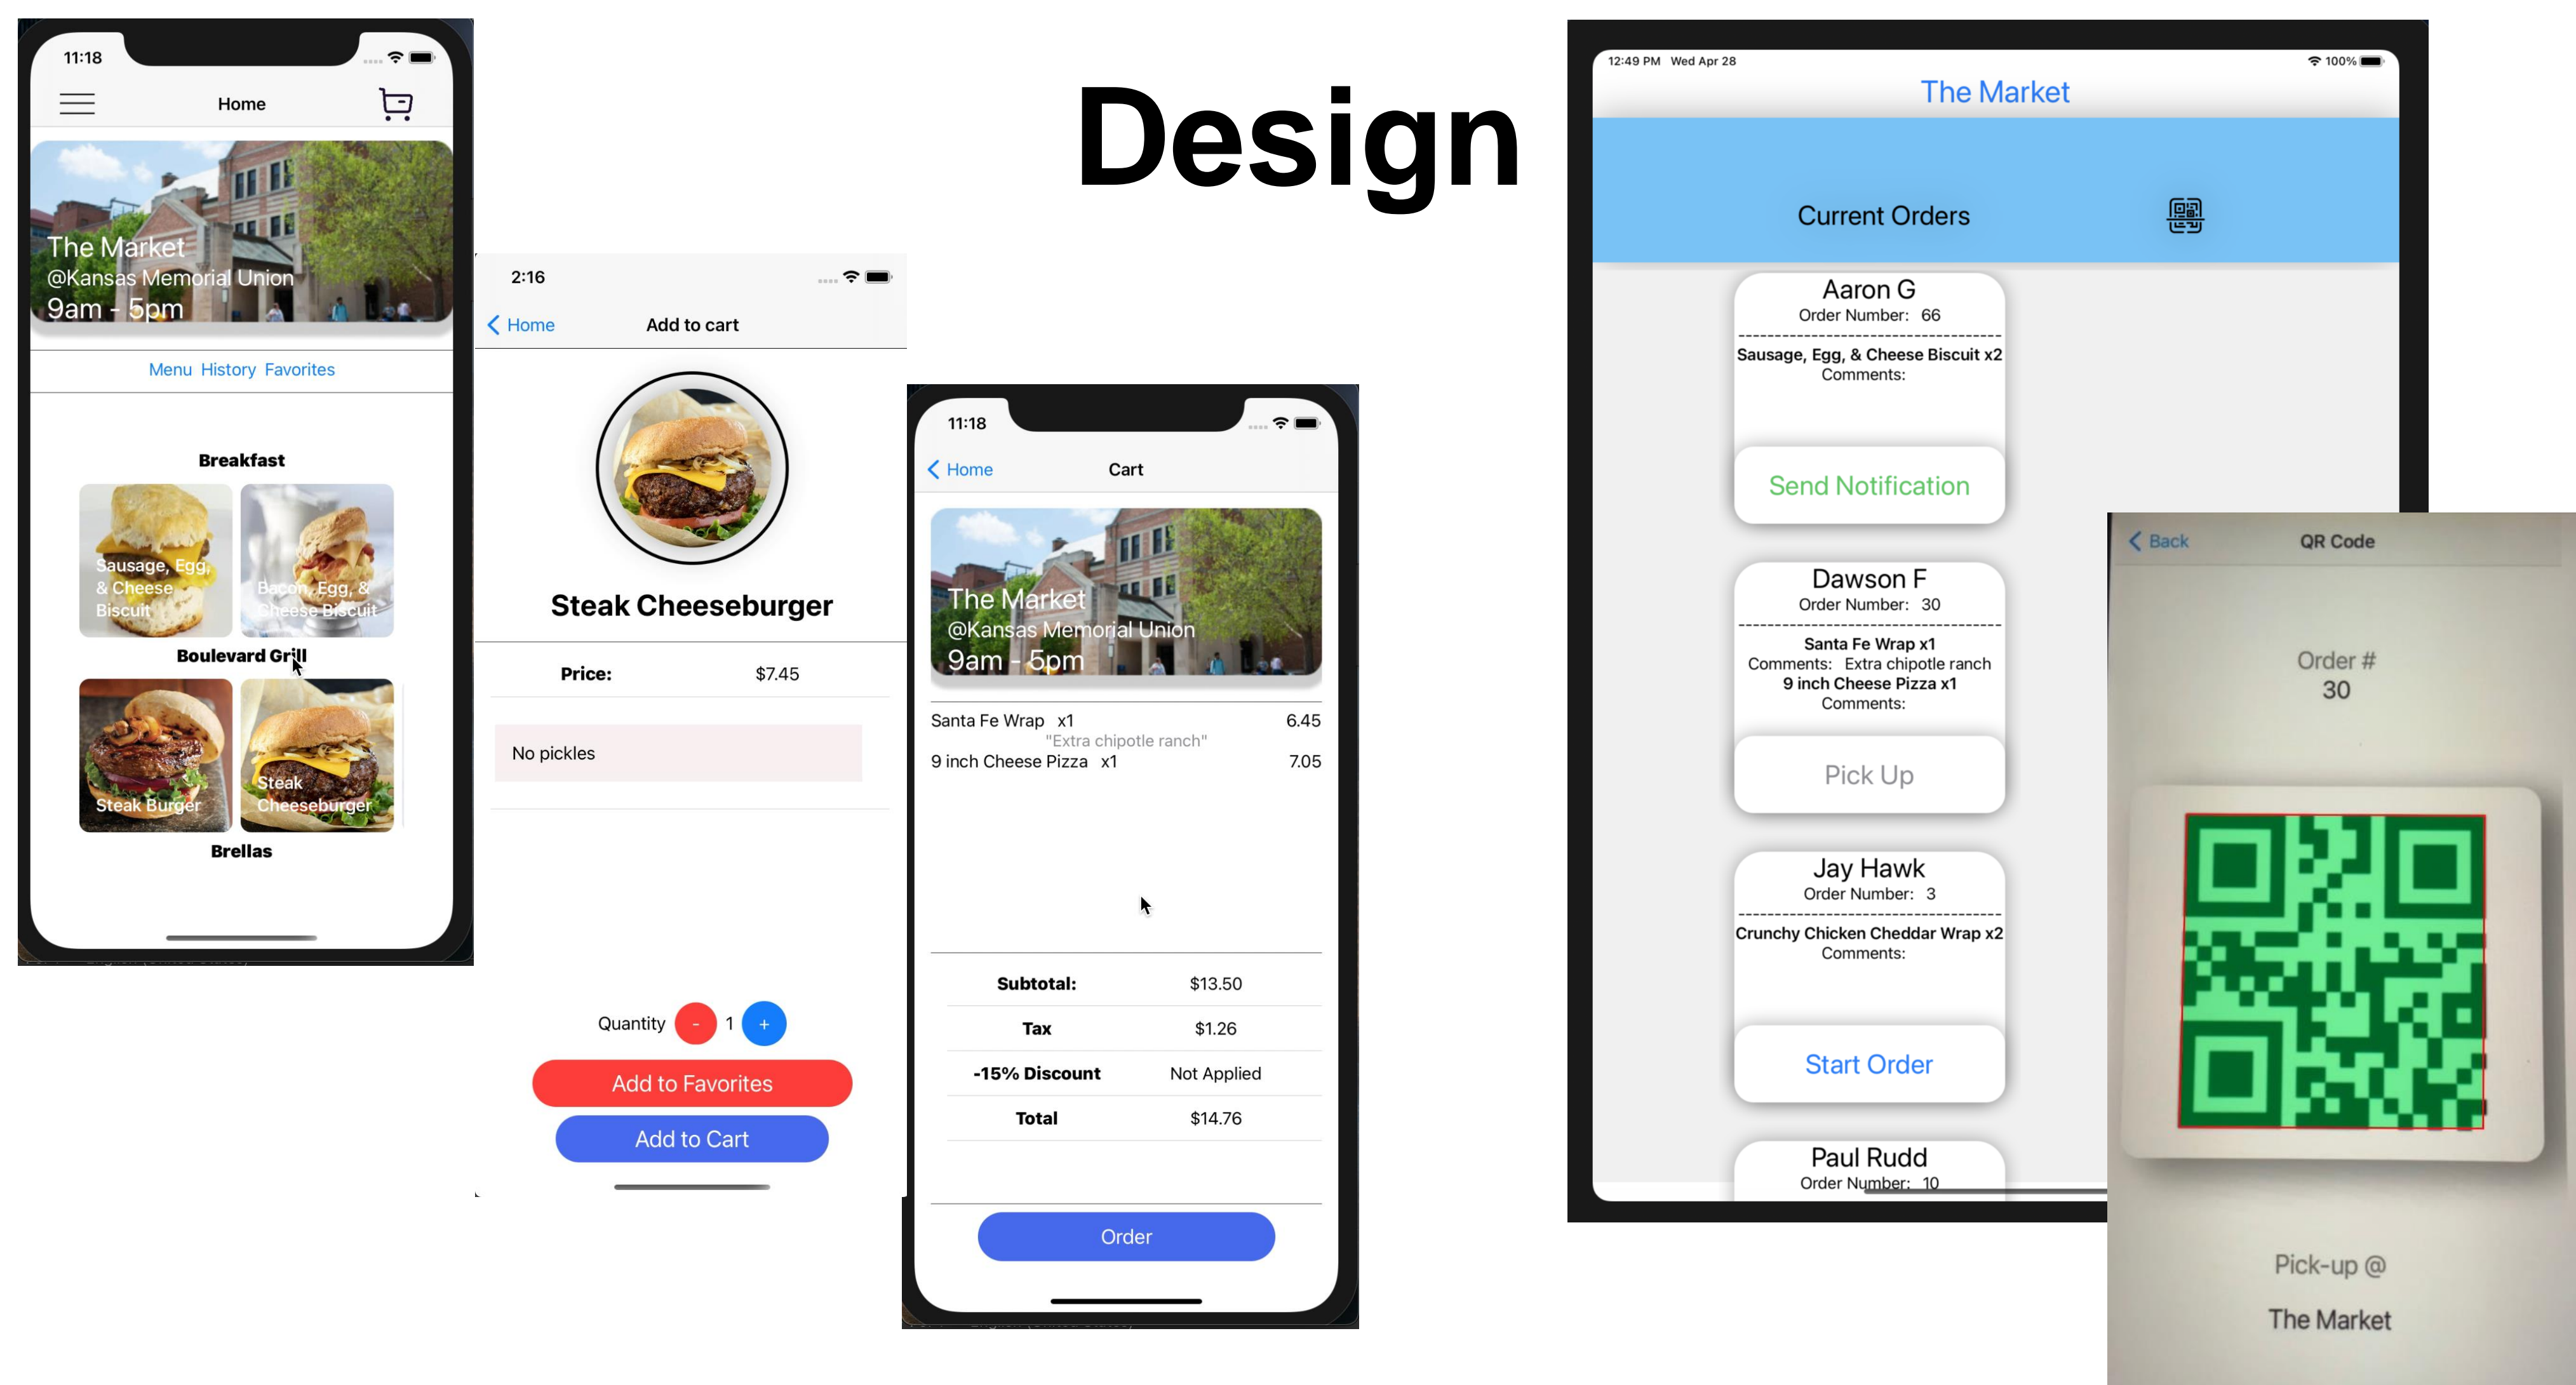 Design
11:18
Home
The Market
@Kansas Memorial Union
9am - 5pm
Menu History Favorites
Breakfast
Sausage, Egg,
& Cheese
Biscuit
Bacon, Egg, &
Cheese Biscuit
Boulevard Grill
Steak Burger
Steak
Cheeseburger
Brellas
2:16
Home
Add to cart
Steak Cheeseburger
Price: $7.45
No pickles
Quantity - 1 +
Add to Favorites
Add to Cart
11:18
Home
Cart
The Market
@Kansas Memorial Union
9am - 5pm
Santa Fe Wrap x1 6.45
"Extra chipotle ranch"
9 inch Cheese Pizza x1 7.05
Subtotal: $13.50
Tax $1.26
-15% Discount Not Applied
Total $14.76
Order
12:49 PM Wed Apr 28
100%
The Market
Current Orders
Aaron G
Order Number: 66
Sausage, Egg, & Cheese Biscuit x2
Comments:
Send Notification
Dawson F
Order Number: 30
Santa Fe Wrap x1
Comments: Extra chipotle ranch
9 inch Cheese Pizza x1
Comments:
Pick Up
Jay Hawk
Order Number: 3
Crunchy Chicken Cheddar Wrap x2
Comments:
Start Order
Paul Rudd
Order Number: 10
Back
QR Code
Order #
30
Pick-up @
The Market